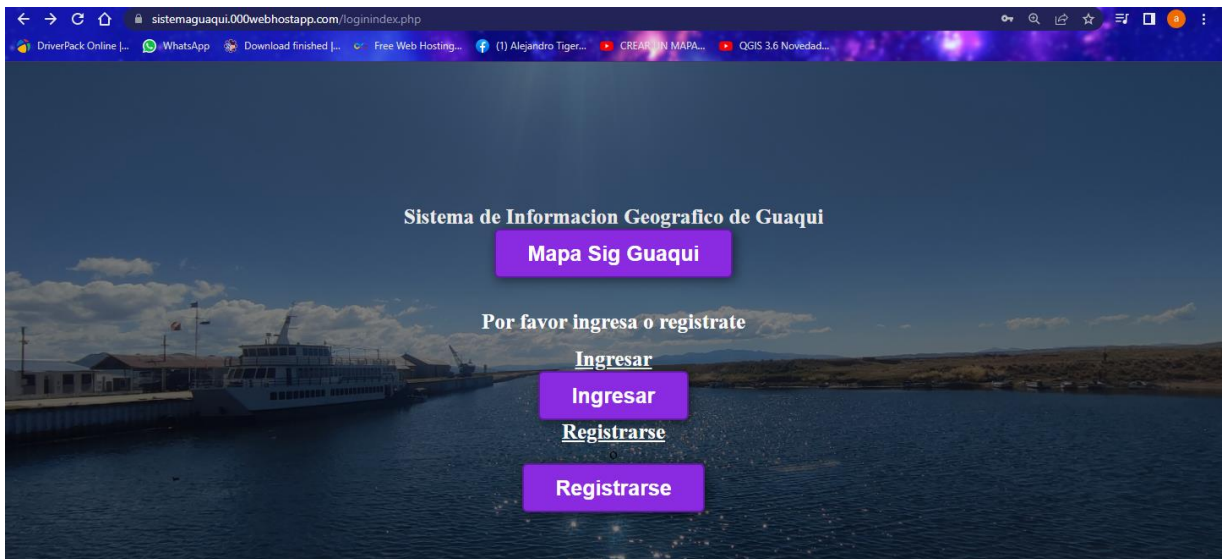 sistemaguaqui.000webhostapp.com/loginindex.php
a
DriverPack Online |... WhatsApp Download finished |... Free Web Hosting... (1) Alejandro Tiger... CREAR UN MAPA... QGIS 3.6 Novedad...
Sistema de Informacion Geografico de Guaqui
Mapa Sig Guaqui
Por favor ingresa o registrate
Ingresar
Ingresar
Registrarse
o
Registrarse